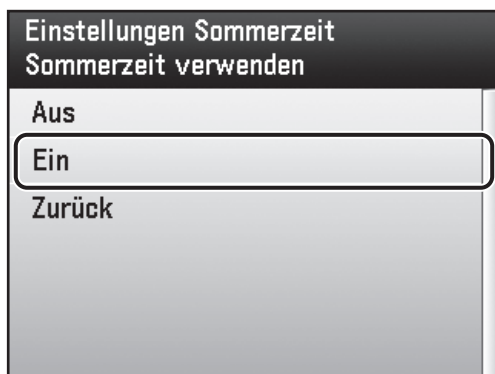 Einstellungen Sommerzeit
Sommerzeit verwenden
Aus
Ein
Zurück